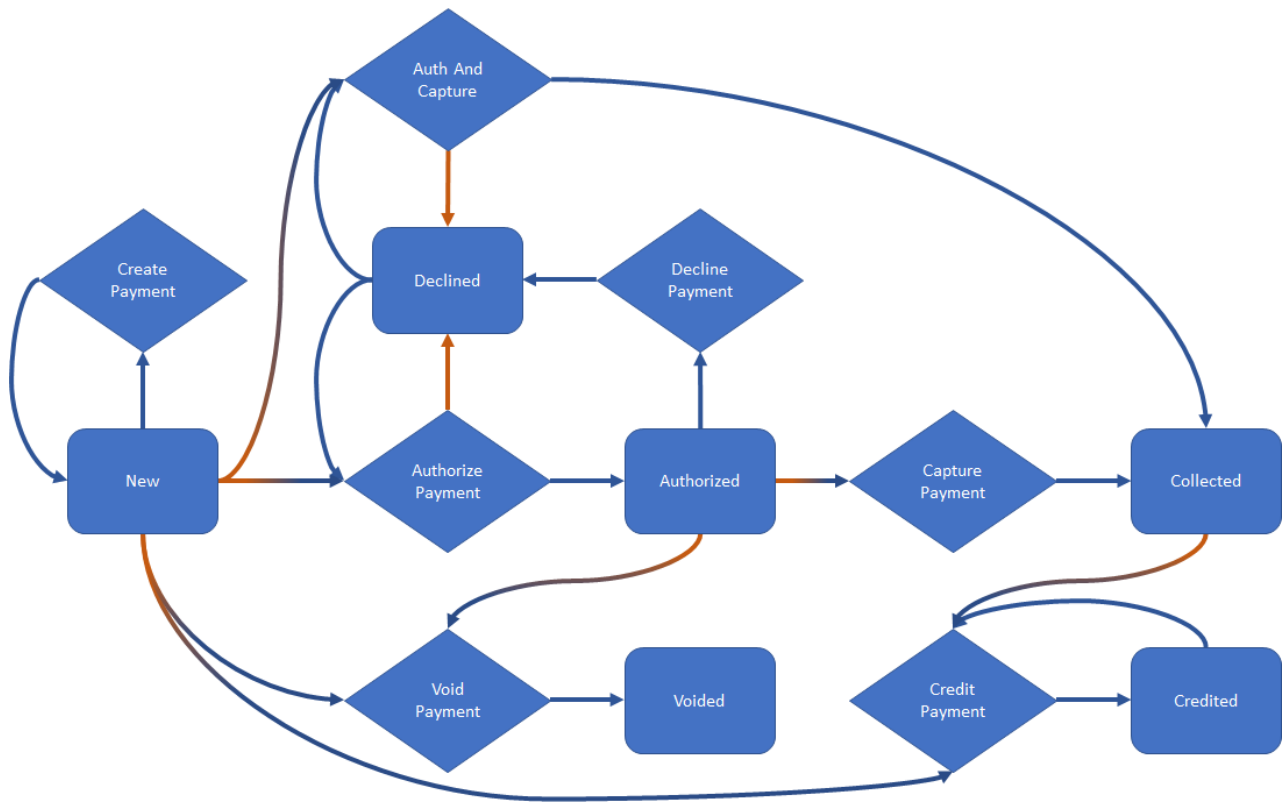 Auth And
Capture
Create
Payment
Declined
Decline
Payment
New
Authorize
Payment
Authorized
Capture
Payment
Collected
Void
Payment
Voided
Credit
Payment
Credited